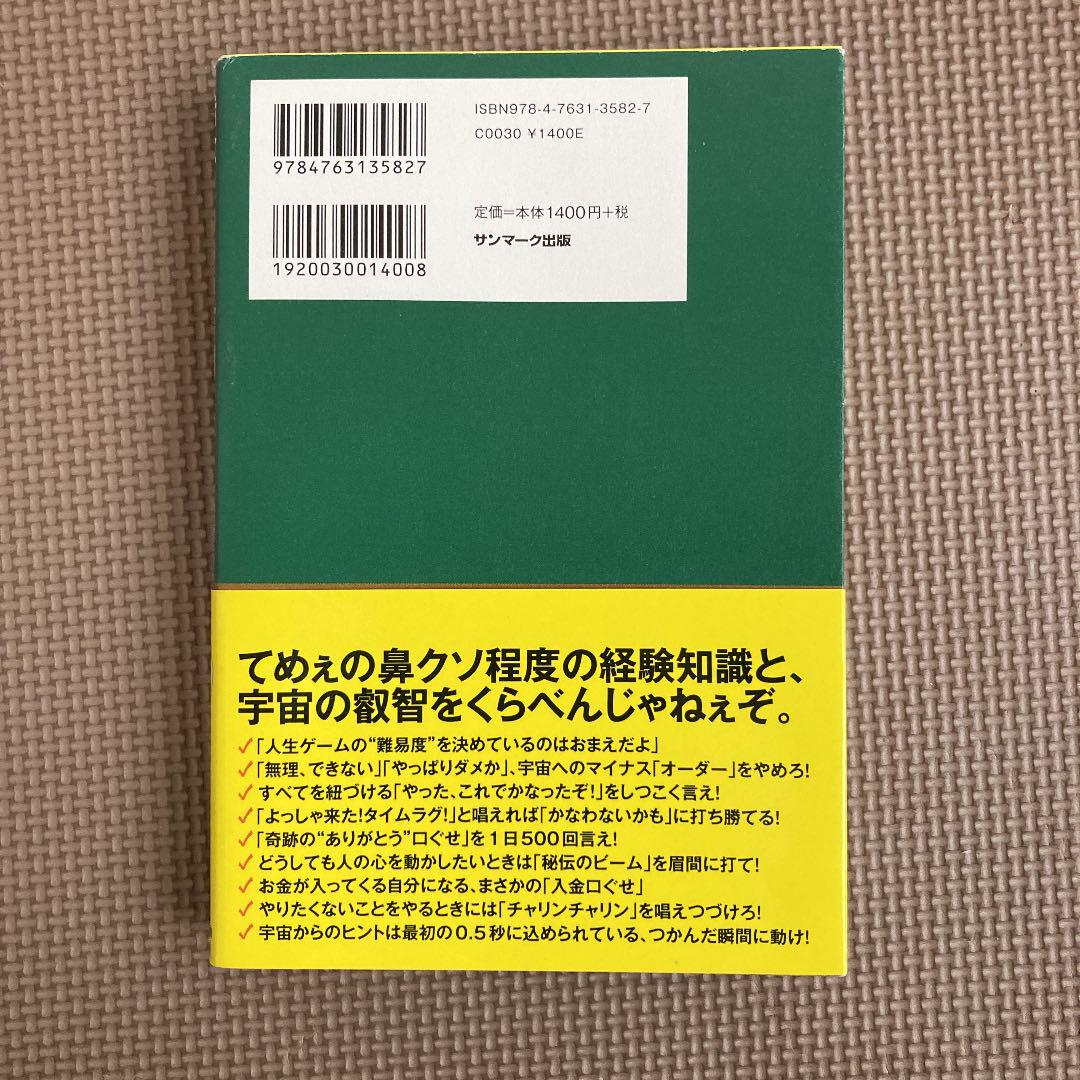 ISBN978-4-7631-3582-7
C0030 ¥1400E
9784763135827
定価=本体1400円+税
サンマーク出版
1920030014008
てめぇの鼻クソ程度の経験知識と、
宇宙の叡智をくらべんじゃねぇぞ。
✓「人生ゲームの“難易度”を決めているのはおまえだよ」
✓「無理、できない」「やっぱりダメか」、宇宙へのマイナス「オーダー」をやめろ!
✓すべてを紐づける「やった、これでかなったぞ!」をしつこく言え!
✓「よっしゃ来た!タイムラグ!」と唱えれば「かなわないかも」に打ち勝てる!
✓「奇跡の“ありがとう”口ぐせ」を1日500回言え!
✓どうしても人の心を動かしたいときは「秘伝のビーム」を眉間に打て!
✓お金が入ってくる自分になる、まさかの「入金口ぐせ」
✓やりたくないことをやるときには「チャリンチャリン」を唱えつづけろ!
✓宇宙からのヒントは最初の0.5秒に込められている、つかんだ瞬間に動け!